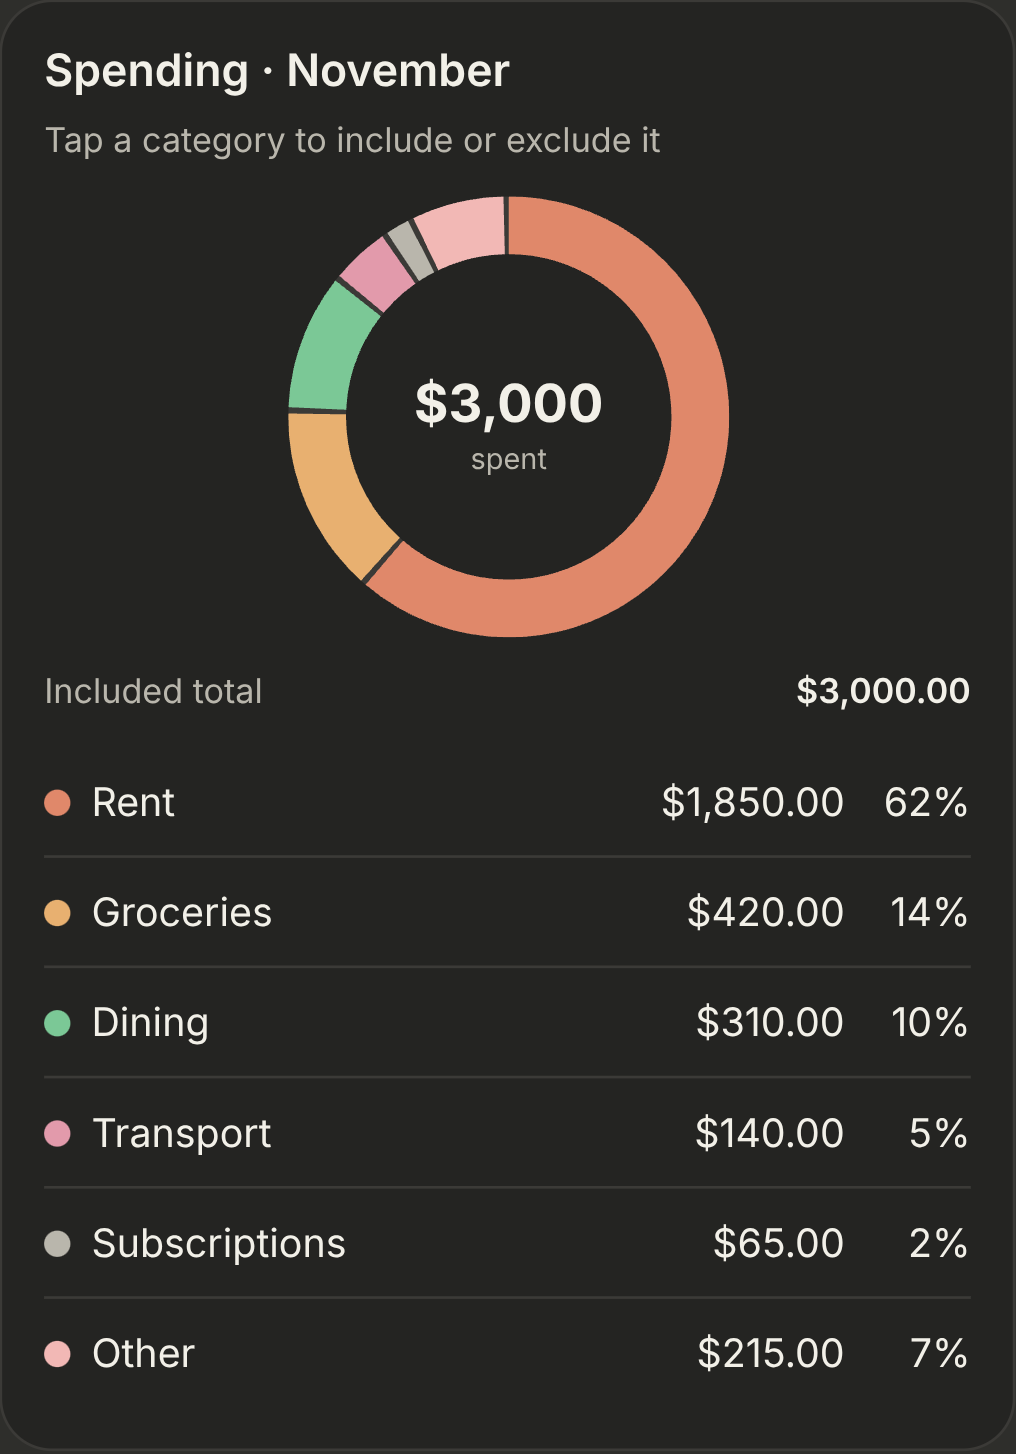 Spending · November
Tap a category to include or exclude it
$3,000
spent
Included total $3,000.00
Rent $1,850.00 62%
Groceries $420.00 14%
Dining $310.00 10%
Transport $140.00 5%
Subscriptions $65.00 2%
Other $215.00 7%